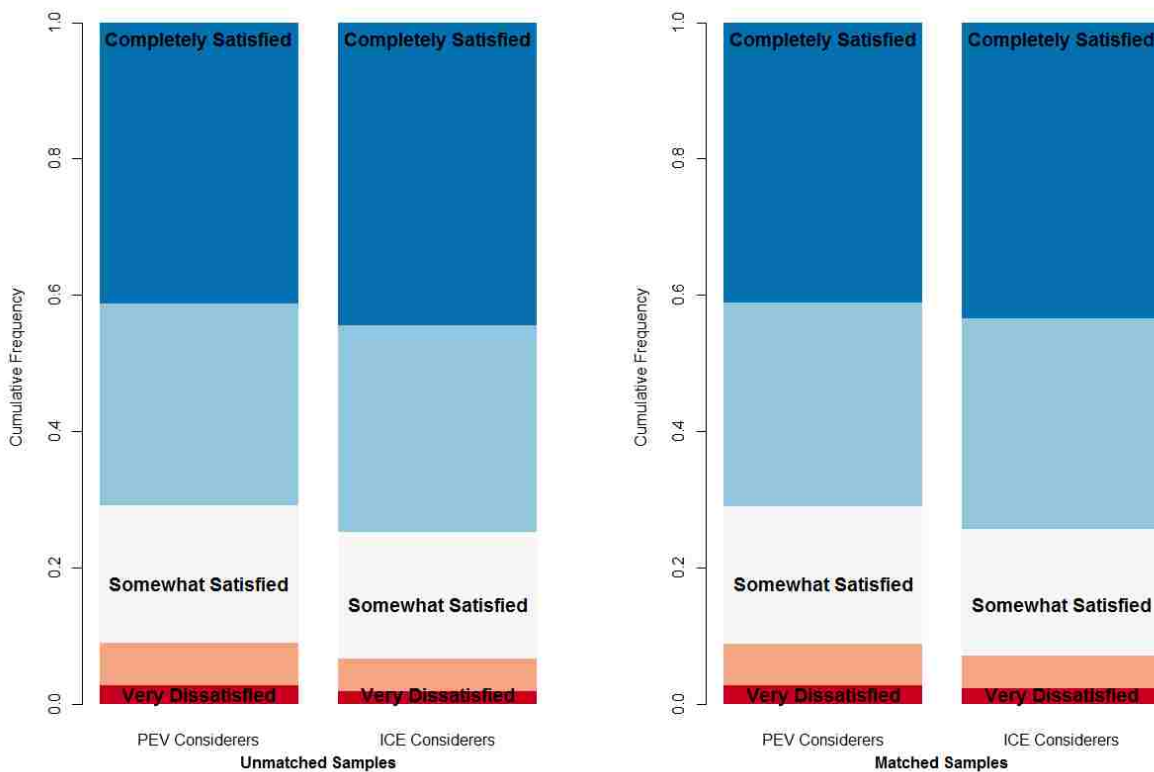 Cumulative Frequency
1.0
0.8
0.6
0.4
0.2
0.0
Completely Satisfied
Completely Satisfied
Somewhat Satisfied
Somewhat Satisfied
Very Dissatisfied
Very Dissatisfied
PEV Considerers
ICE Considerers
Unmatched Samples
Cumulative Frequency
1.0
0.8
0.6
0.4
0.2
0.0
Completely Satisfied
Completely Satisfied
Somewhat Satisfied
Somewhat Satisfied
Very Dissatisfied
Very Dissatisfied
PEV Considerers
ICE Considerers
Matched Samples